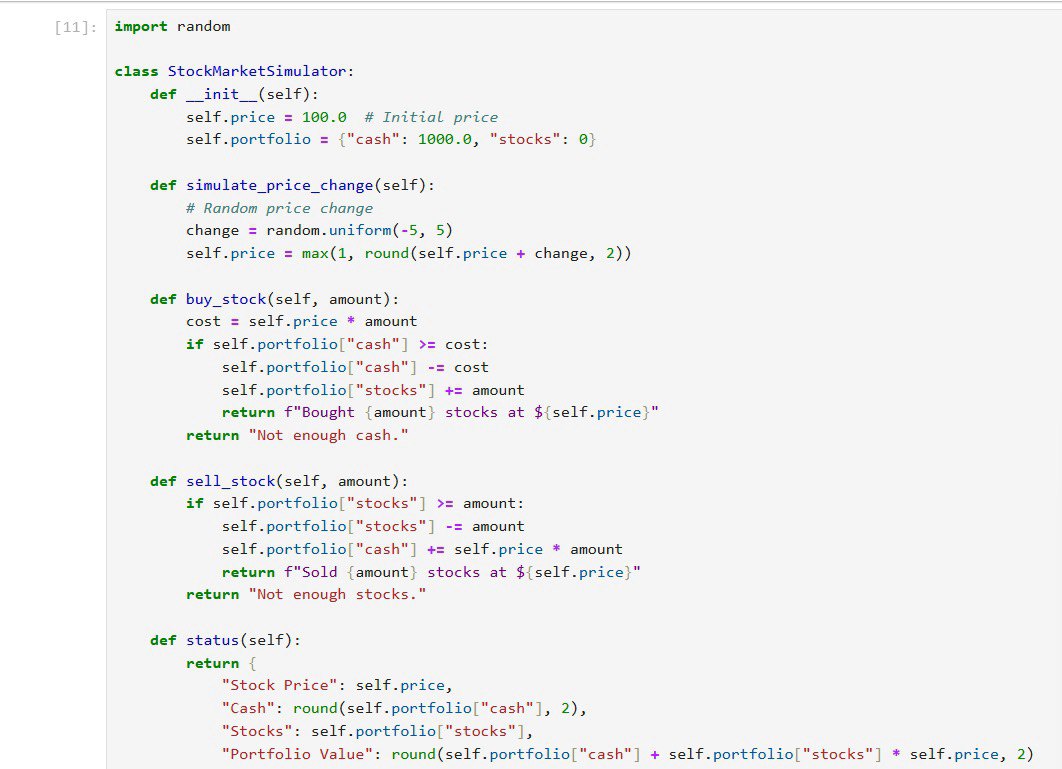 [11]:
import random
class StockMarketSimulator:
    def __init__(self):
        self.price = 100.0  # Initial price
        self.portfolio = {"cash": 1000.0, "stocks": 0}

    def simulate_price_change(self):
        # Random price change
        change = random.uniform(-5, 5)
        self.price = max(1, round(self.price + change, 2))

    def buy_stock(self, amount):
        cost = self.price * amount
        if self.portfolio["cash"] >= cost:
            self.portfolio["cash"] -= cost
            self.portfolio["stocks"] += amount
            return f"Bought {amount} stocks at ${self.price}"
        return "Not enough cash."

    def sell_stock(self, amount):
        if self.portfolio["stocks"] >= amount:
            self.portfolio["stocks"] -= amount
            self.portfolio["cash"] += self.price * amount
            return f"Sold {amount} stocks at ${self.price}"
        return "Not enough stocks."

    def status(self):
        return {
            "Stock Price": self.price,
            "Cash": round(self.portfolio["cash"], 2),
            "Stocks": self.portfolio["stocks"],
            "Portfolio Value": round(self.portfolio["cash"] + self.portfolio["stocks"] * self.price, 2)